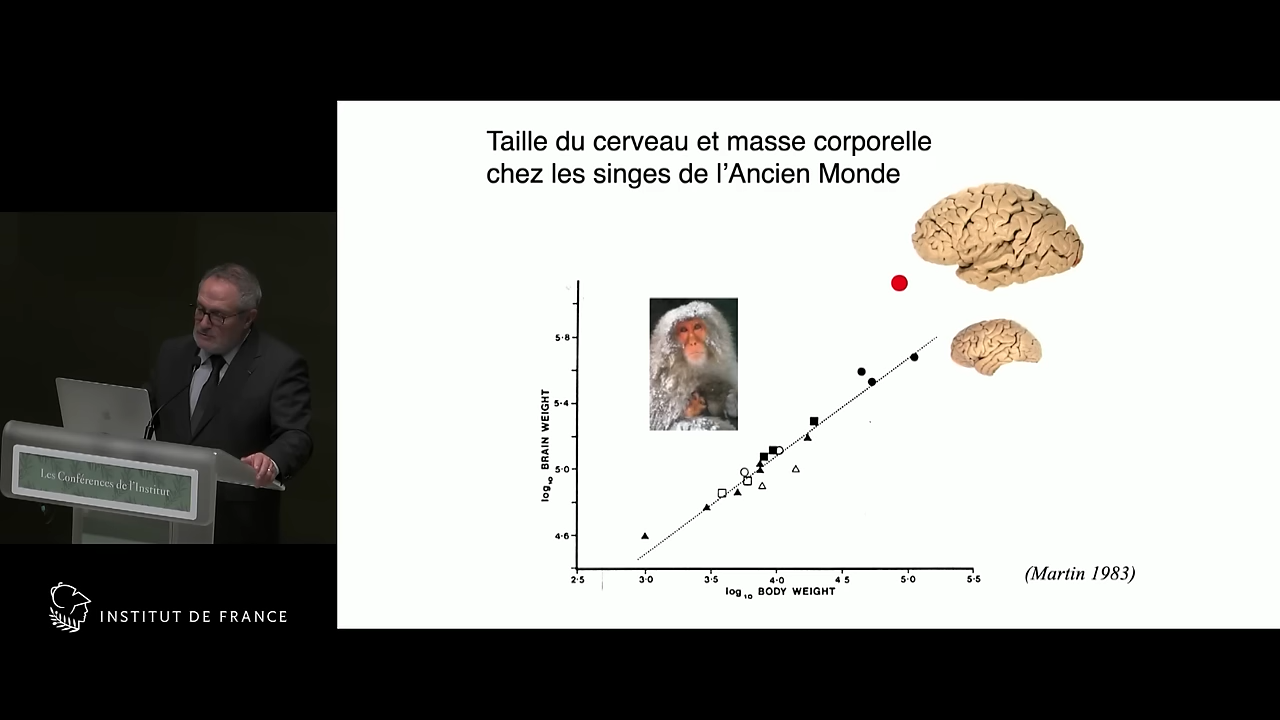 Taille du cerveau et masse corporelle
chez les singes de l'Ancien Monde
5·8
5·4
5·0
4·6
log₁₀ BRAIN WEIGHT
2·5 3·0 3·5 4·0 4 5 5·0 5·5
log₁₀ BODY WEIGHT
(Martin 1983)
Les Conférences de l'Institut
INSTITUT DE FRANCE